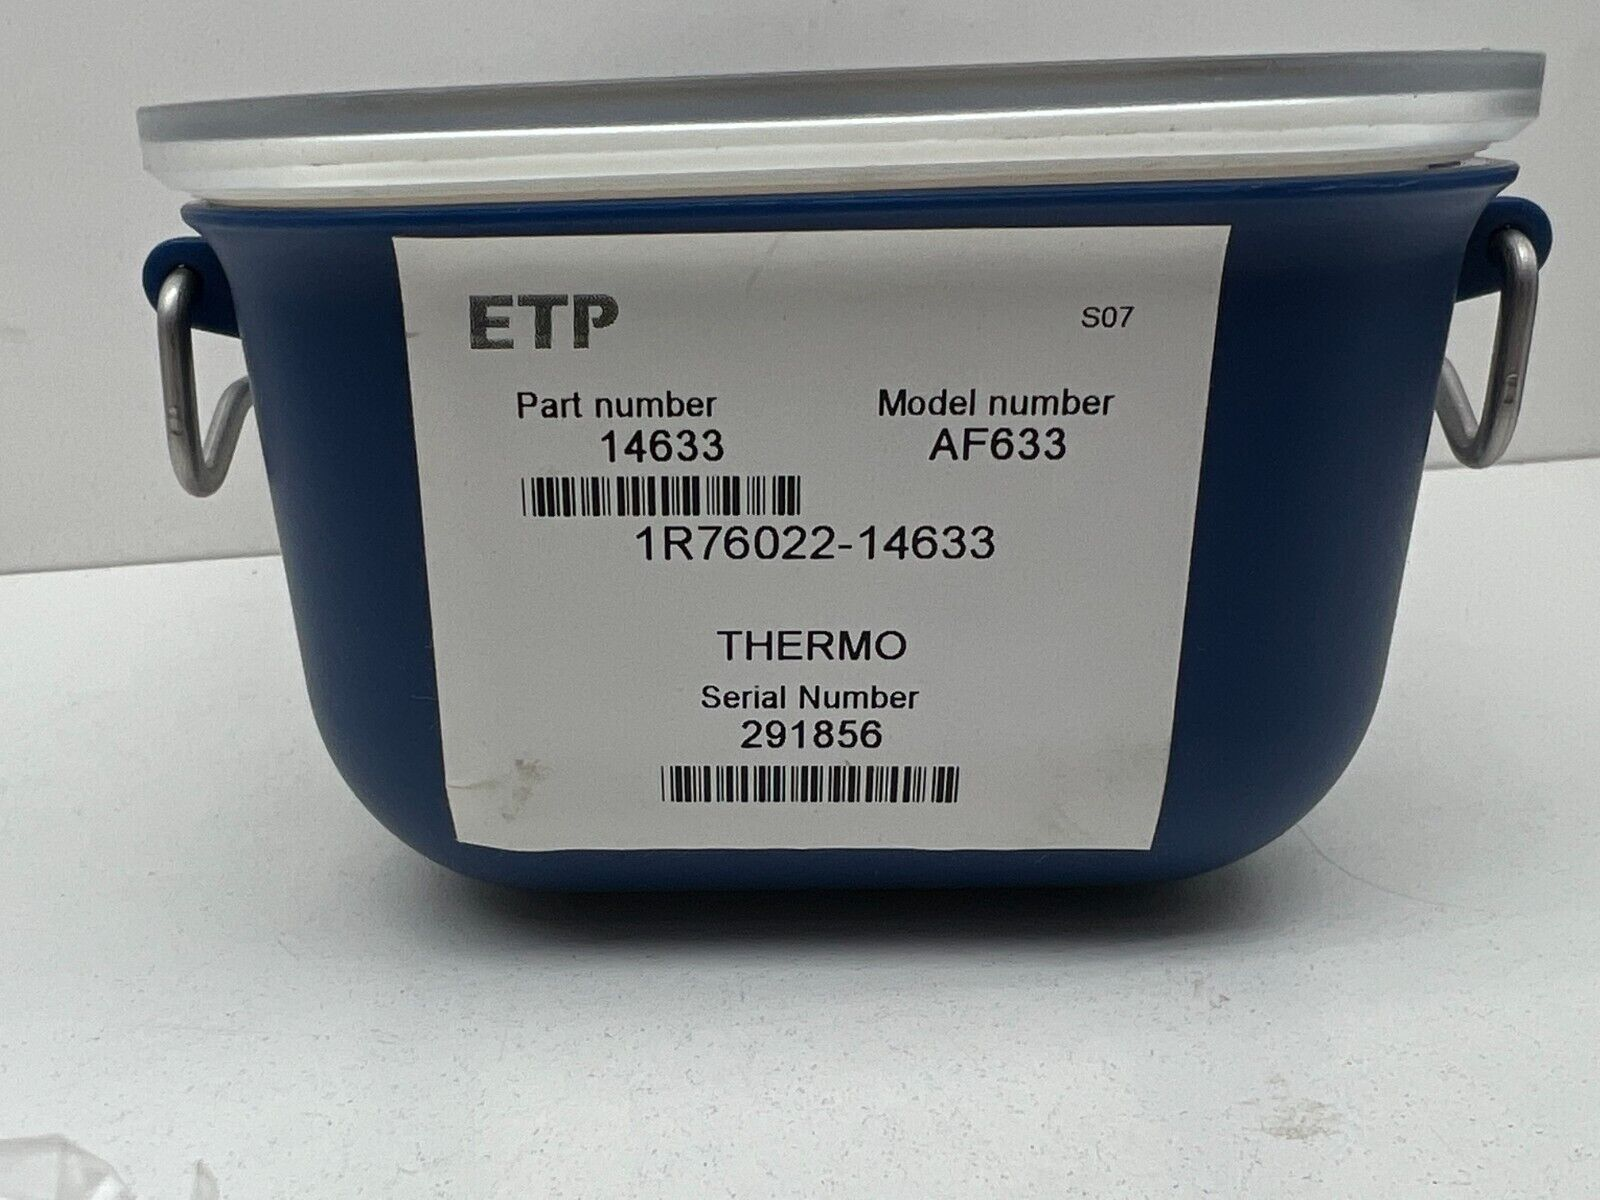 ETP S07
Part number Model number
14633 AF633
1R76022-14633
THERMO
Serial Number
291856